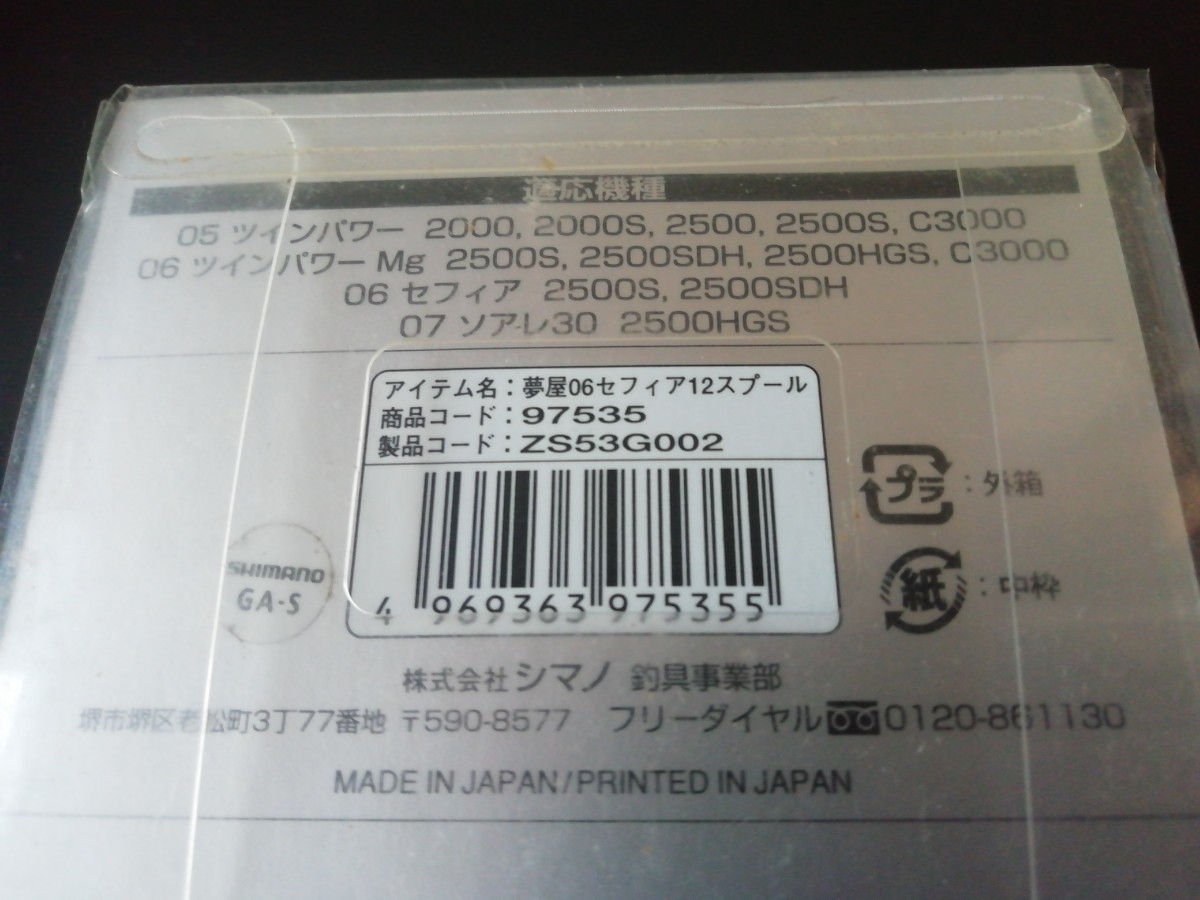 適応機種
05 ツインパワー 2000, 2000S, 2500, 2500S, C3000
06 ツインパワー Mg 2500S, 2500SDH, 2500HGS, C3000
06 セフィア 2500S, 2500SDH
07 ソアレ30 2500HGS
アイテム名：夢屋06セフィア12スプール
商品コード：97535
製品コード：ZS53G002
4 969363 975355
プラ：外箱
紙：中枠
SHIMANO
GA-S
株式会社シマノ 釣具事業部
堺市堺区老松町3丁77番地 〒590-8577 フリーダイヤル 0120-861130
MADE IN JAPAN/PRINTED IN JAPAN